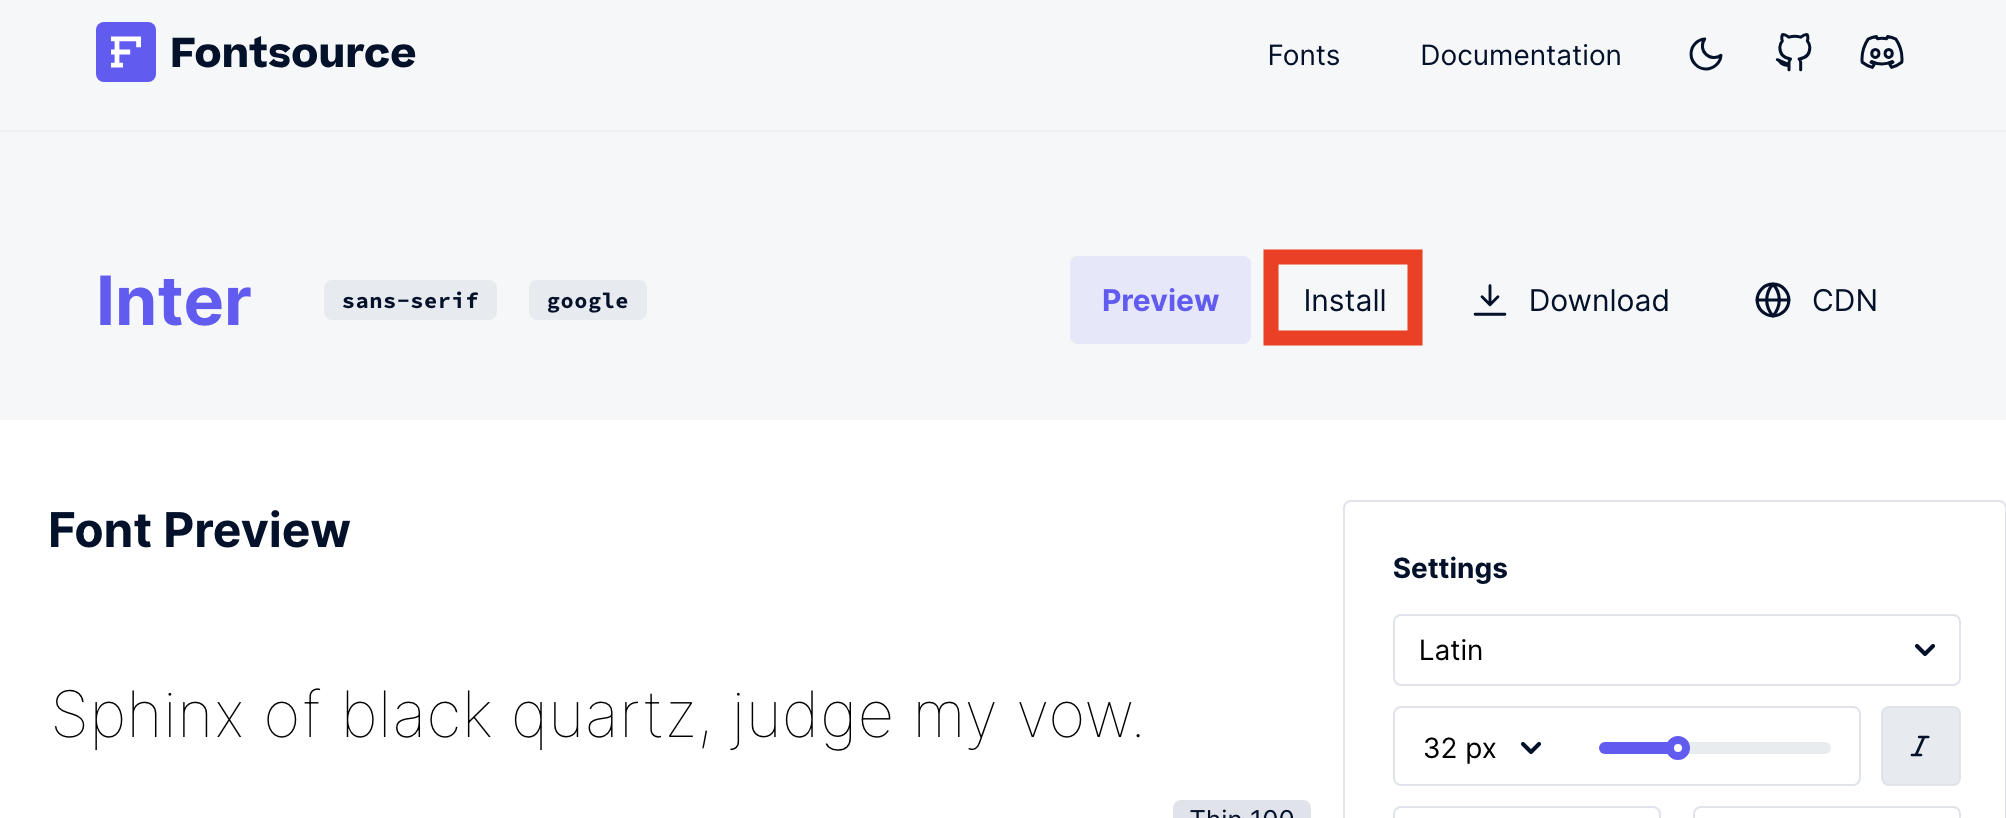 Fontsource
Fonts
Documentation
Inter
sans-serif
google
Preview
Install
Download
CDN
Font Preview
Sphinx of black quartz, judge my vow.
Thin 100
Settings
Latin
32 px
I